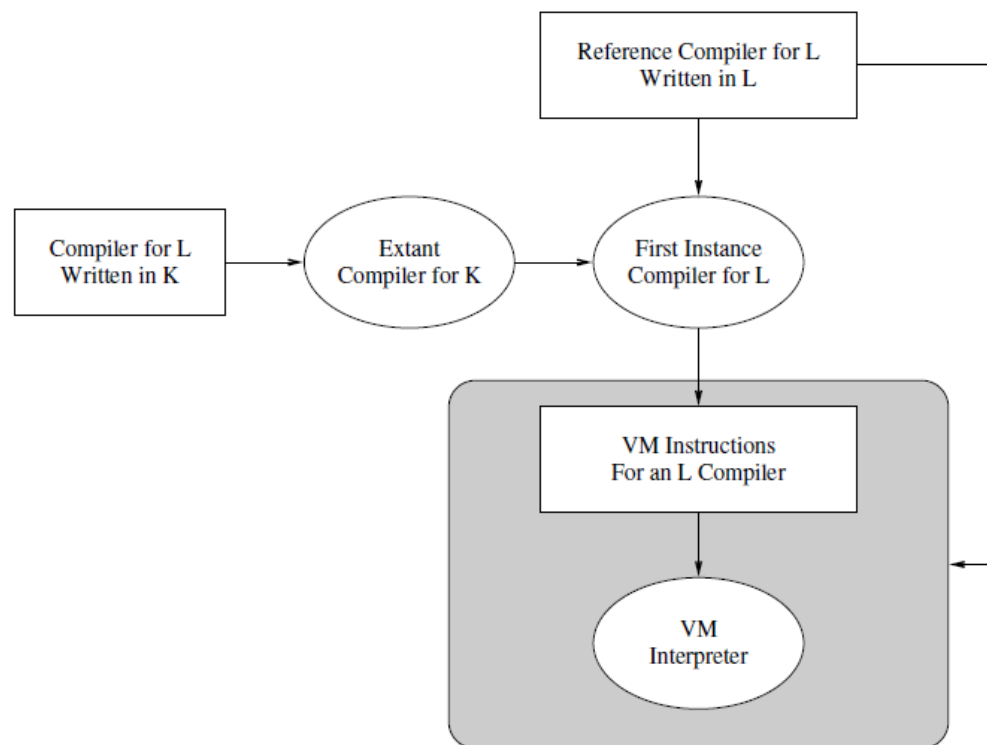 Reference Compiler for L
Written in L
Compiler for L
Written in K
Extant
Compiler for K
First Instance
Compiler for L
VM Instructions
For an L Compiler
VM
Interpreter